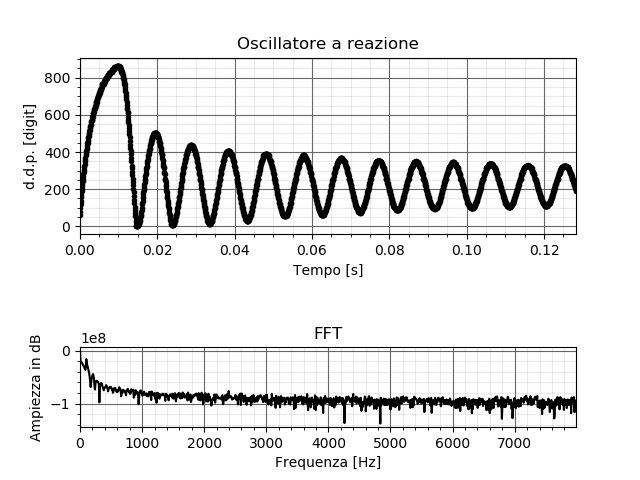 Oscillatore a reazione
800
600
400
200
0
d.d.p. [digit]
0.00 0.02 0.04 0.06 0.08 0.10 0.12
Tempo [s]
FFT
1e8
0
−1
Ampiezza in dB
0 1000 2000 3000 4000 5000 6000 7000
Frequenza [Hz]